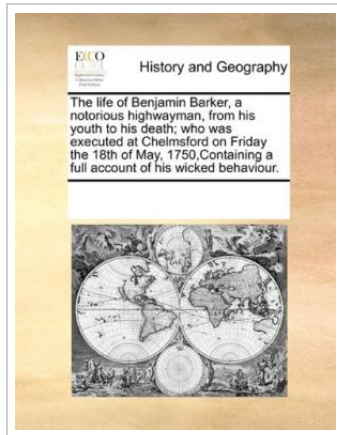 ECCO
History and Geography
The life of Benjamin Barker, a
notorious highwayman, from his
youth to his death; who was
executed at Chelmsford on Friday
the 18th of May, 1750,Containing a
full account of his wicked behaviour.